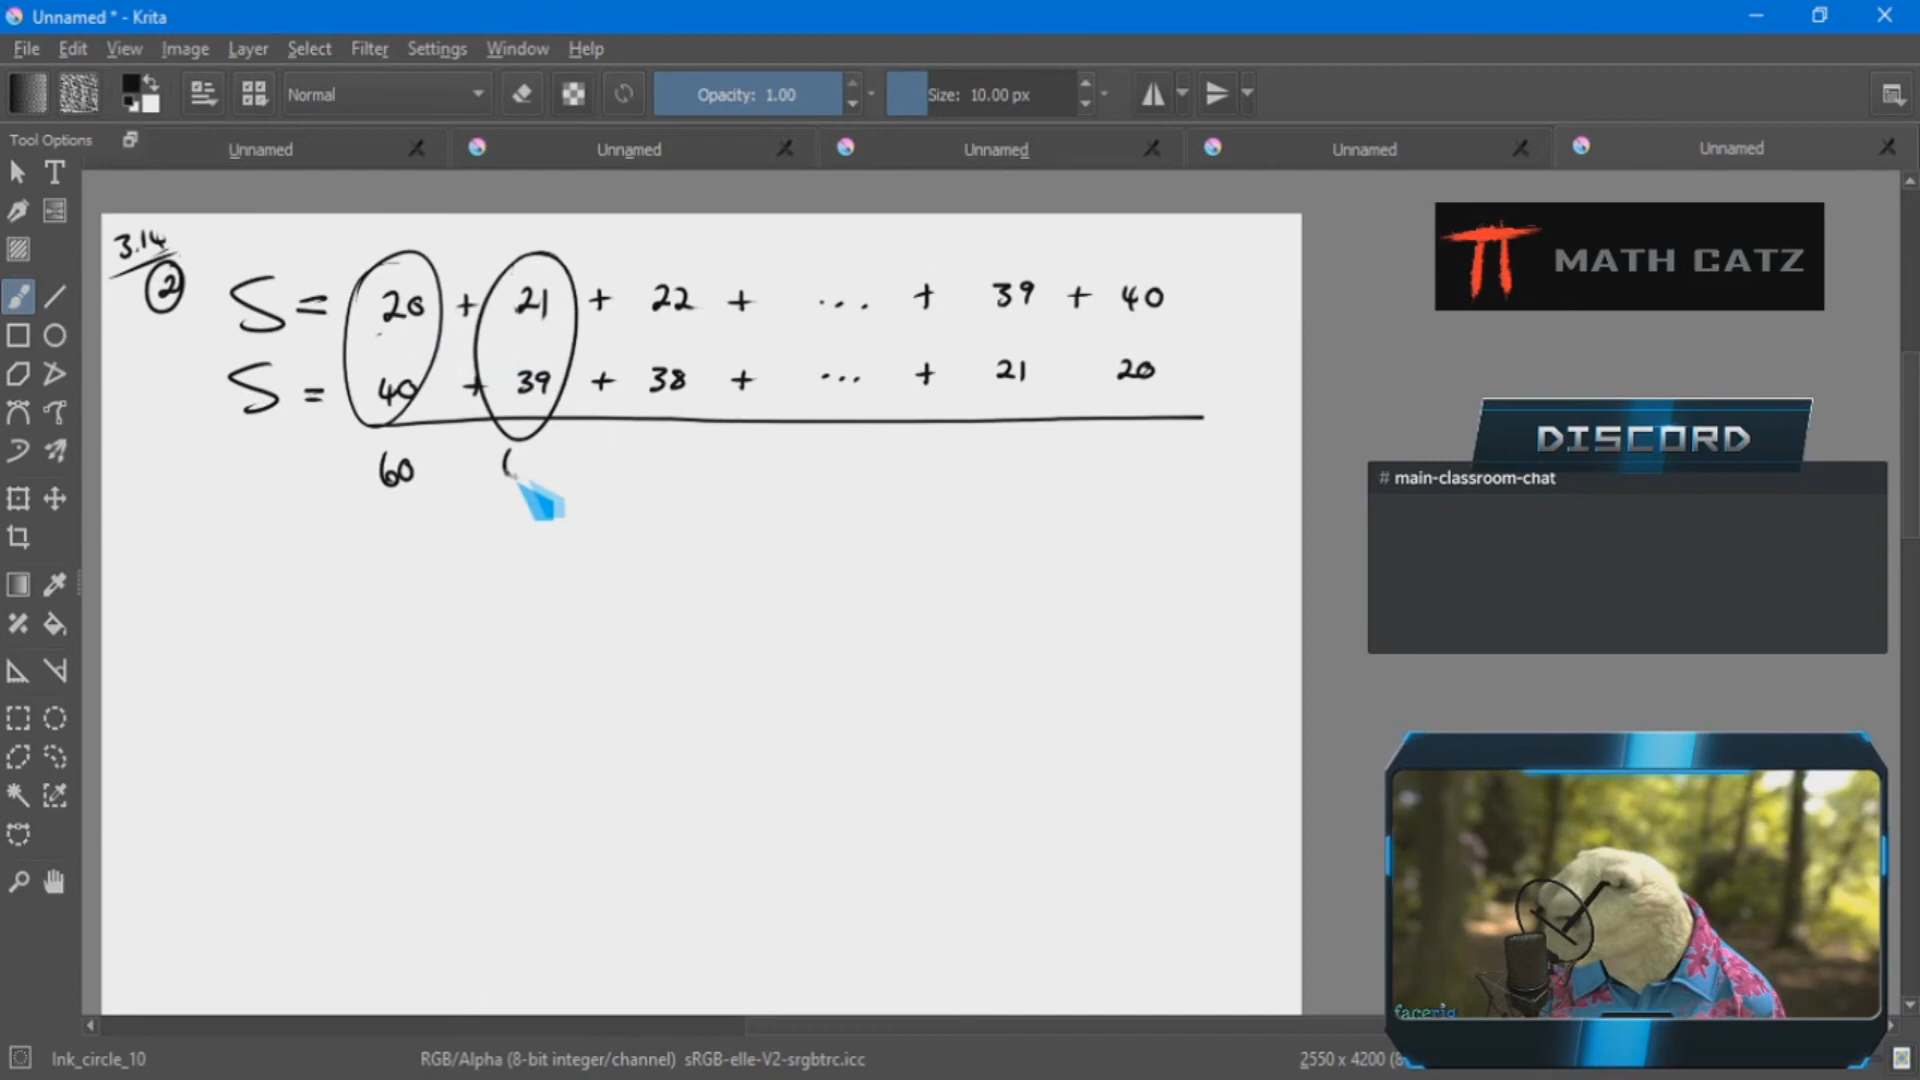 Unnamed * - Krita
File Edit View Image Layer Select Filter Settings Window Help
Normal Opacity: 1.00 Size: 10.00 px
Tool Options
Unnamed Unnamed Unnamed Unnamed Unnamed
3.14
2
S = 20 + 21 + 22 + ... + 39 + 40
S = 40 + 39 + 38 + ... + 21 20
60
MATH CATZ
DISCORD
# main-classroom-chat
facerig
Ink_circle_10 RGB/Alpha (8-bit integer/channel) sRGB-elle-V2-srgbtrc.icc 2550 x 4200 (8